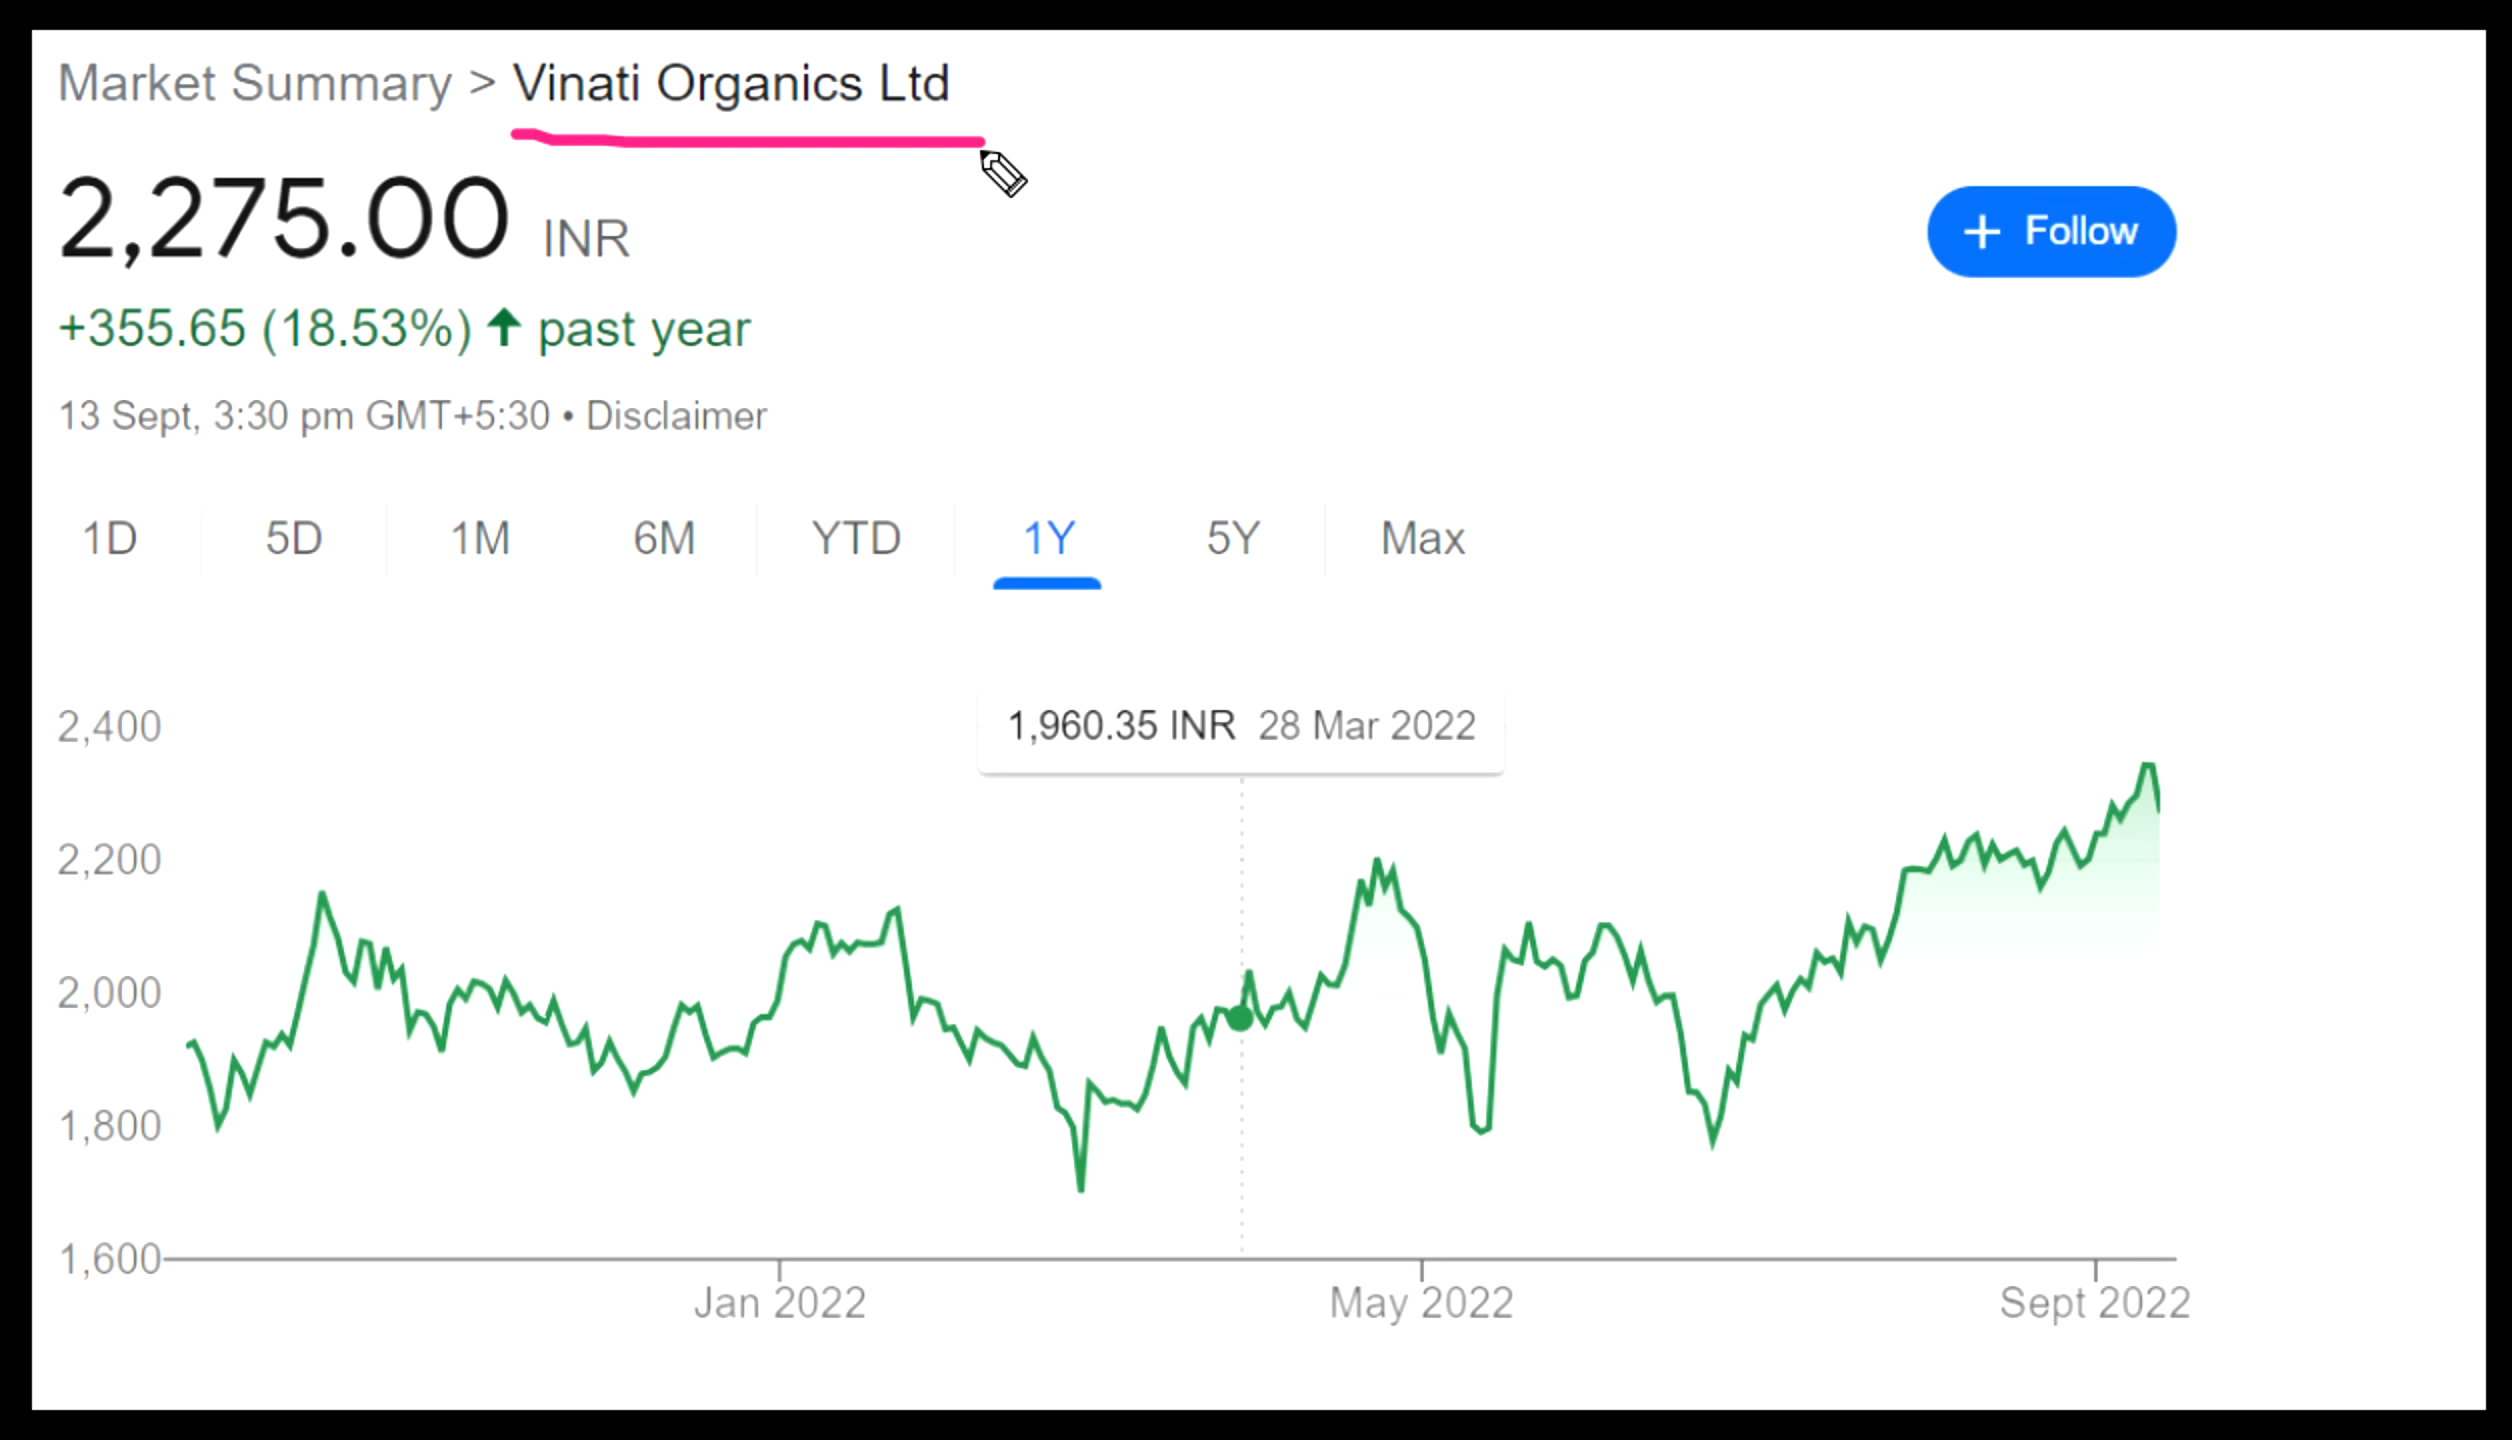 Market Summary > Vinati Organics Ltd
2,275.00 INR
+ Follow
+355.65 (18.53%) ↑ past year
13 Sept, 3:30 pm GMT+5:30 • Disclaimer
1D 5D 1M 6M YTD 1Y 5Y Max
1,960.35 INR 28 Mar 2022
2,400
2,200
2,000
1,800
1,600
Jan 2022 May 2022 Sept 2022